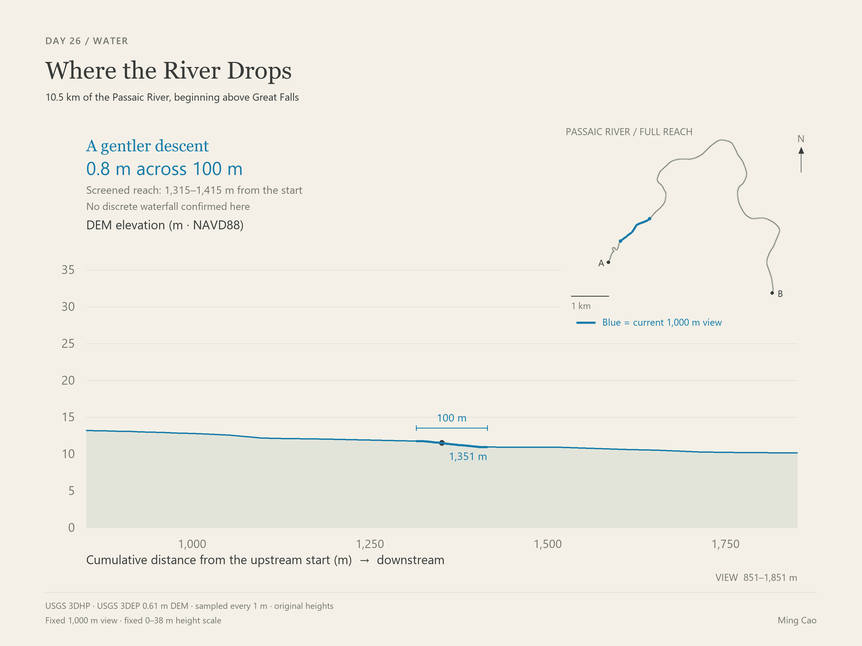 DAY 26 / WATER
Where the River Drops
10.5 km of the Passaic River, beginning above Great Falls
A gentler descent
0.8 m across 100 m
Screened reach: 1,315–1,415 m from the start
No discrete waterfall confirmed here
DEM elevation (m · NAVD88)
PASSAIC RIVER / FULL REACH
N
A
B
1 km
Blue = current 1,000 m view
35
30
25
20
15
10
5
0
100 m
1,351 m
1,000
1,250
1,500
1,750
Cumulative distance from the upstream start (m) → downstream
VIEW 851–1,851 m
USGS 3DHP · USGS 3DEP 0.61 m DEM · sampled every 1 m · original heights
Fixed 1,000 m view · fixed 0–38 m height scale
Ming Cao